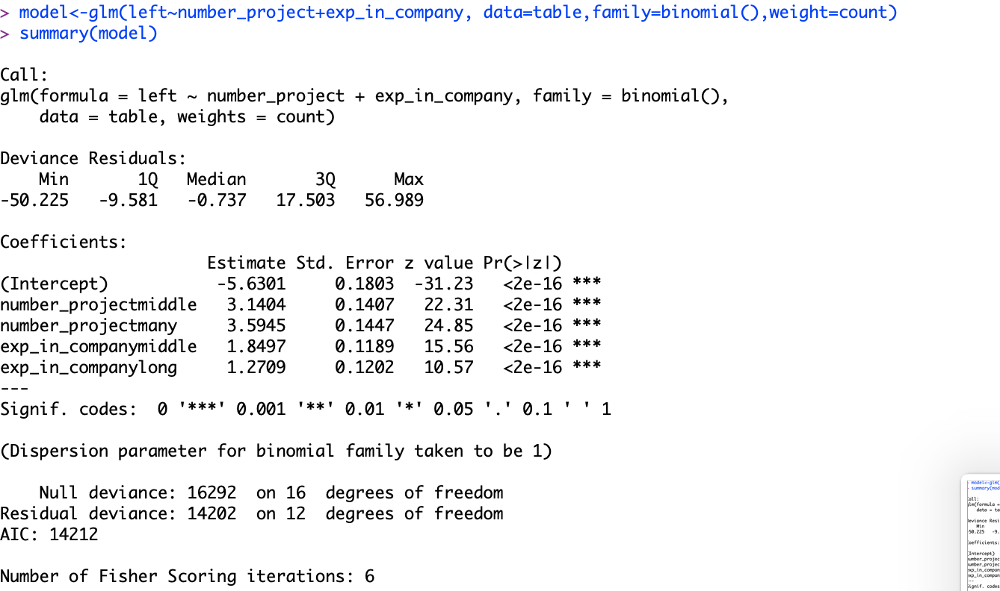 > model<-glm(left~number_project+exp_in_company, data=table,family=binomial(),weight=count)
> summary(model)
Call:
glm(formula = left ~ number_project + exp_in_company, family = binomial(),
    data = table, weights = count)
Deviance Residuals:
    Min       1Q   Median       3Q      Max
-50.225   -9.581   -0.737   17.503   56.989
Coefficients:
                     Estimate Std. Error z value Pr(>|z|)
(Intercept)           -5.6301     0.1803  -31.23   <2e-16 ***
number_projectmiddle   3.1404     0.1407   22.31   <2e-16 ***
number_projectmany     3.5945     0.1447   24.85   <2e-16 ***
exp_in_companymiddle   1.8497     0.1189   15.56   <2e-16 ***
exp_in_companylong     1.2709     0.1202   10.57   <2e-16 ***
---
Signif. codes:  0 '***' 0.001 '**' 0.01 '*' 0.05 '.' 0.1 ' ' 1
(Dispersion parameter for binomial family taken to be 1)
    Null deviance: 16292  on 16  degrees of freedom
Residual deviance: 14202  on 12  degrees of freedom
AIC: 14212
Number of Fisher Scoring iterations: 6